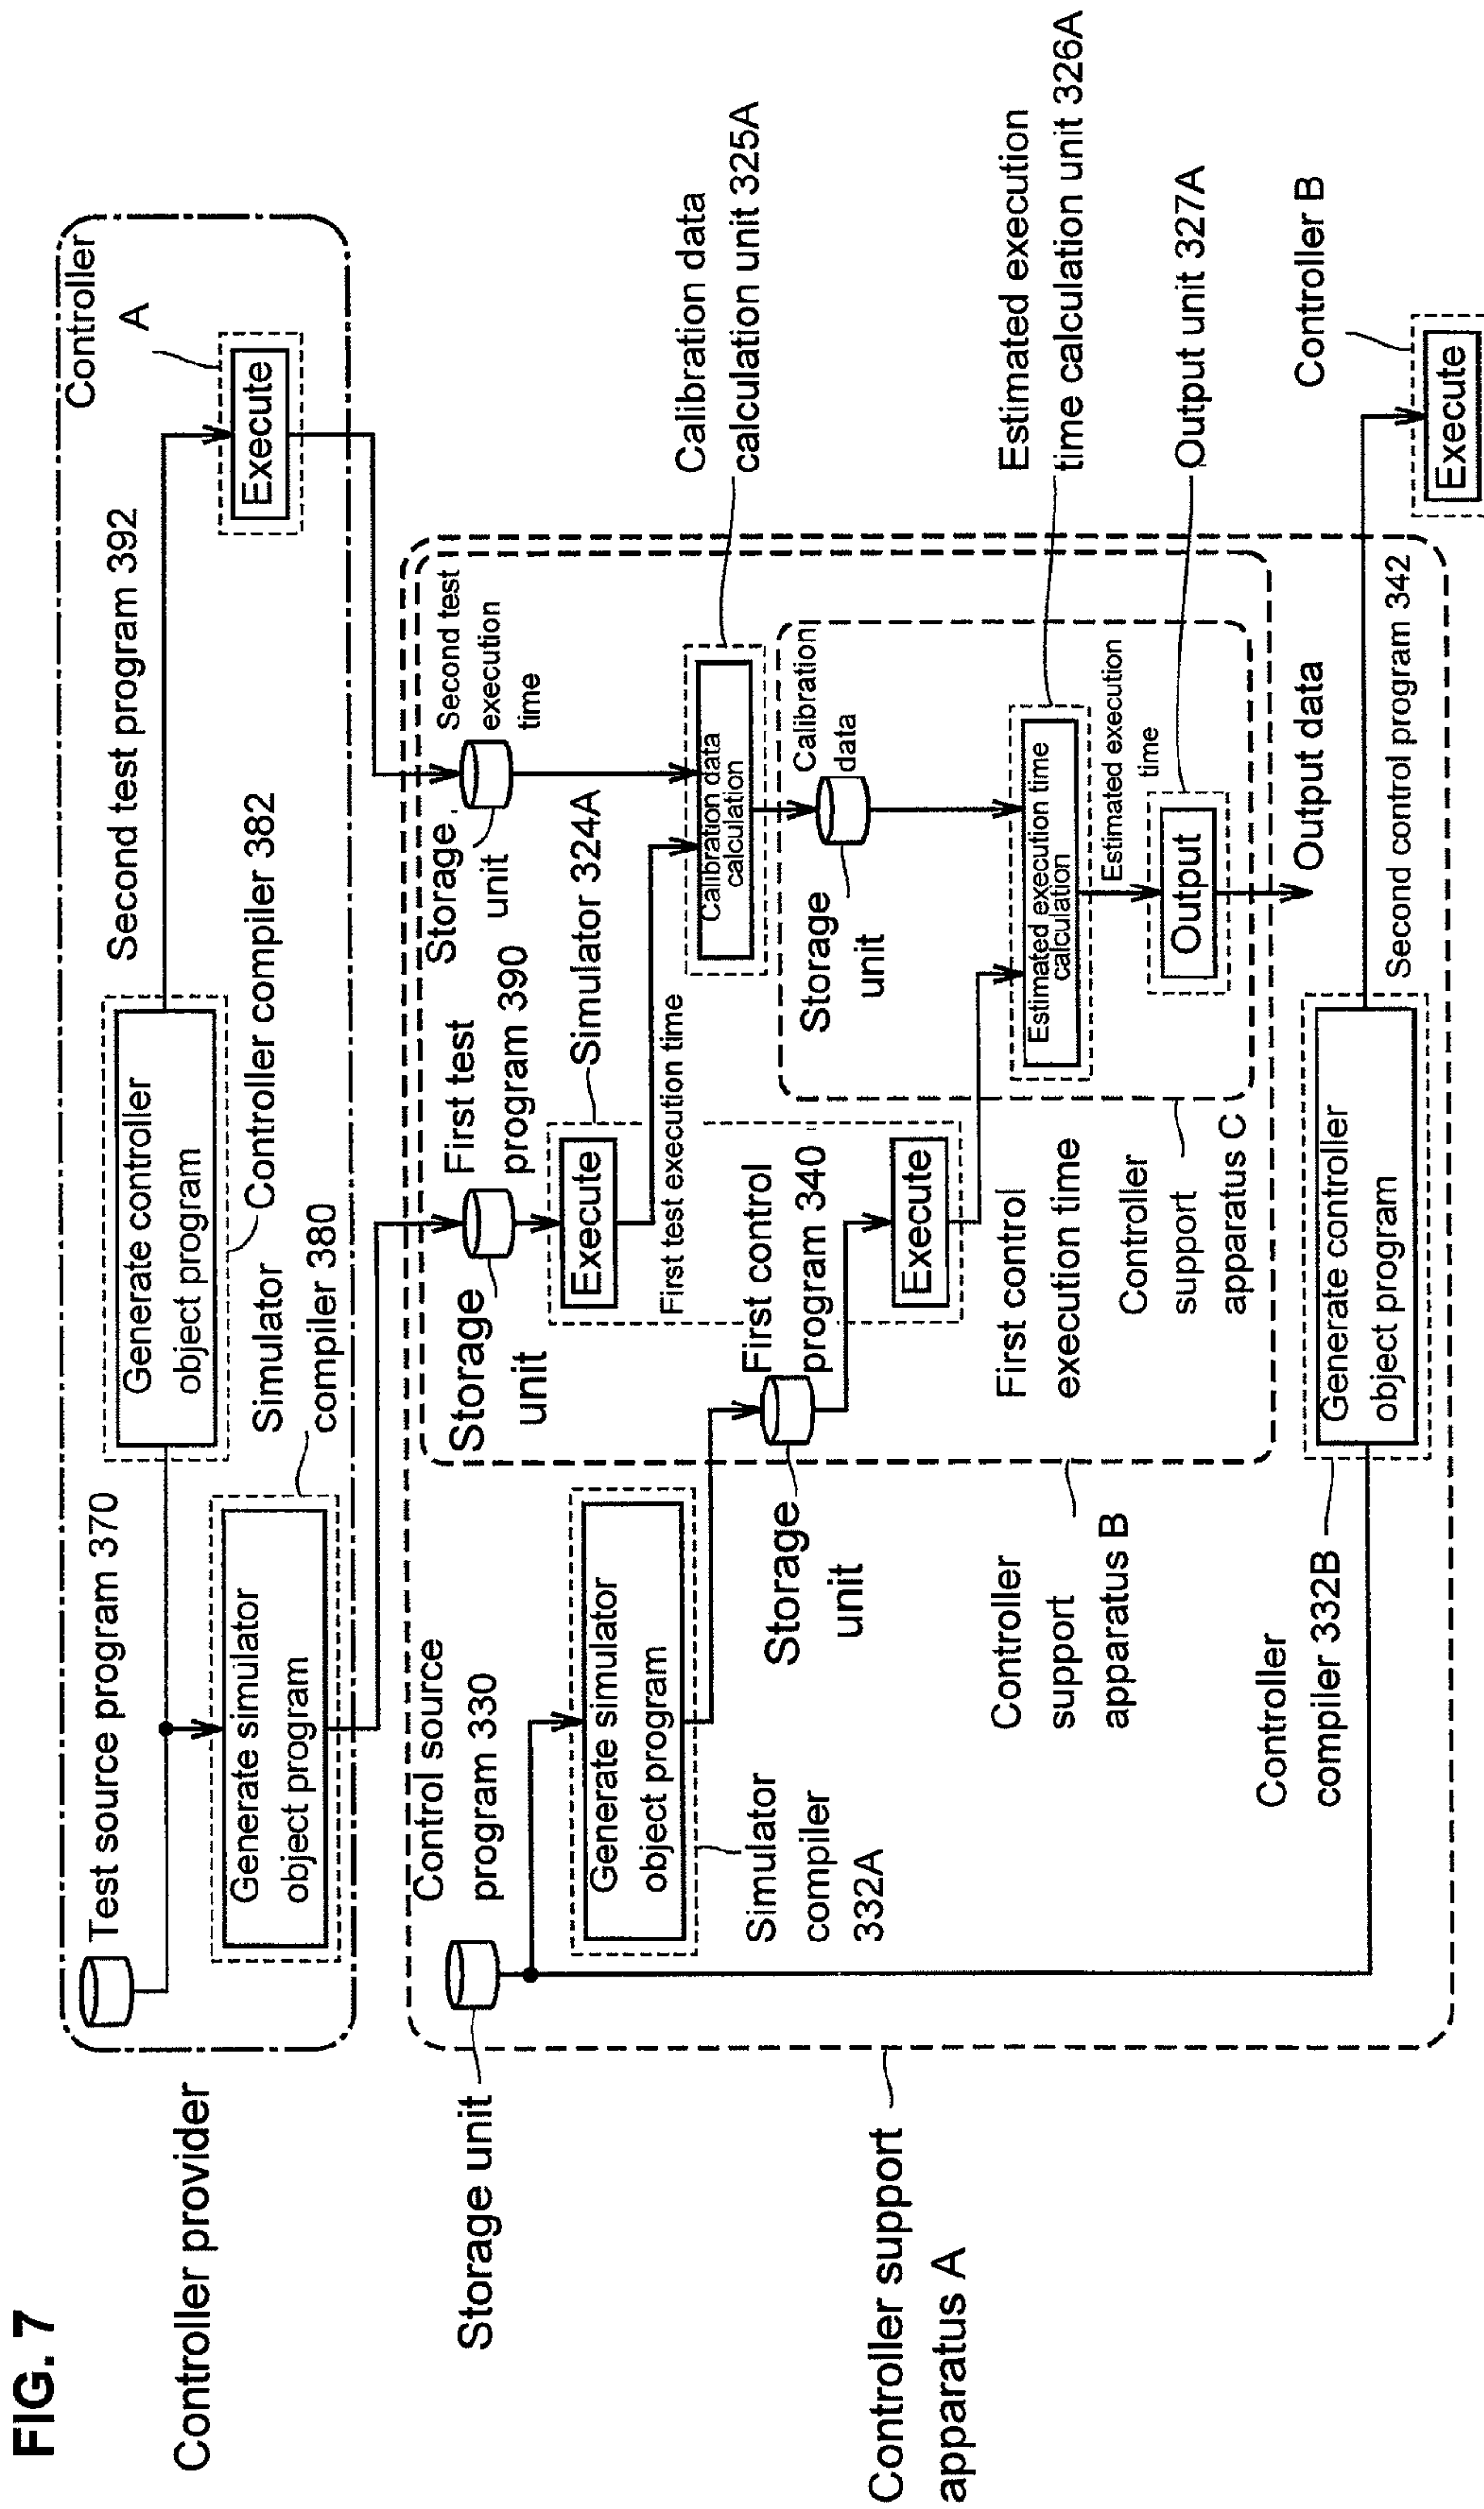 FIG. 7
Controller provider
Test source program 370
Generate controller
object program
Second test program 392
Controller
A
Execute
Controller compiler 382
Generate simulator
object program
Simulator
compiler 380
Storage unit
Control source
program 330
Storage
unit
First test
program 390
Storage
unit
Second test
execution
time
Execute
Simulator 324A
First test execution time
Calibration data
calculation
Calibration data
calculation unit 325A
Generate simulator
object program
Simulator
compiler
332A
Storage
unit
First control
program 340
Execute
First control
execution time
Storage
unit
Calibration
data
Estimated execution time
calculation
Estimated execution
time calculation unit 326A
Estimated execution
time
Output
Output unit 327A
Output data
Controller
support
apparatus C
Controller
support
apparatus B
Controller support
apparatus A
Controller
compiler 332B
Generate controller
object program
Second control program 342
Controller B
Execute